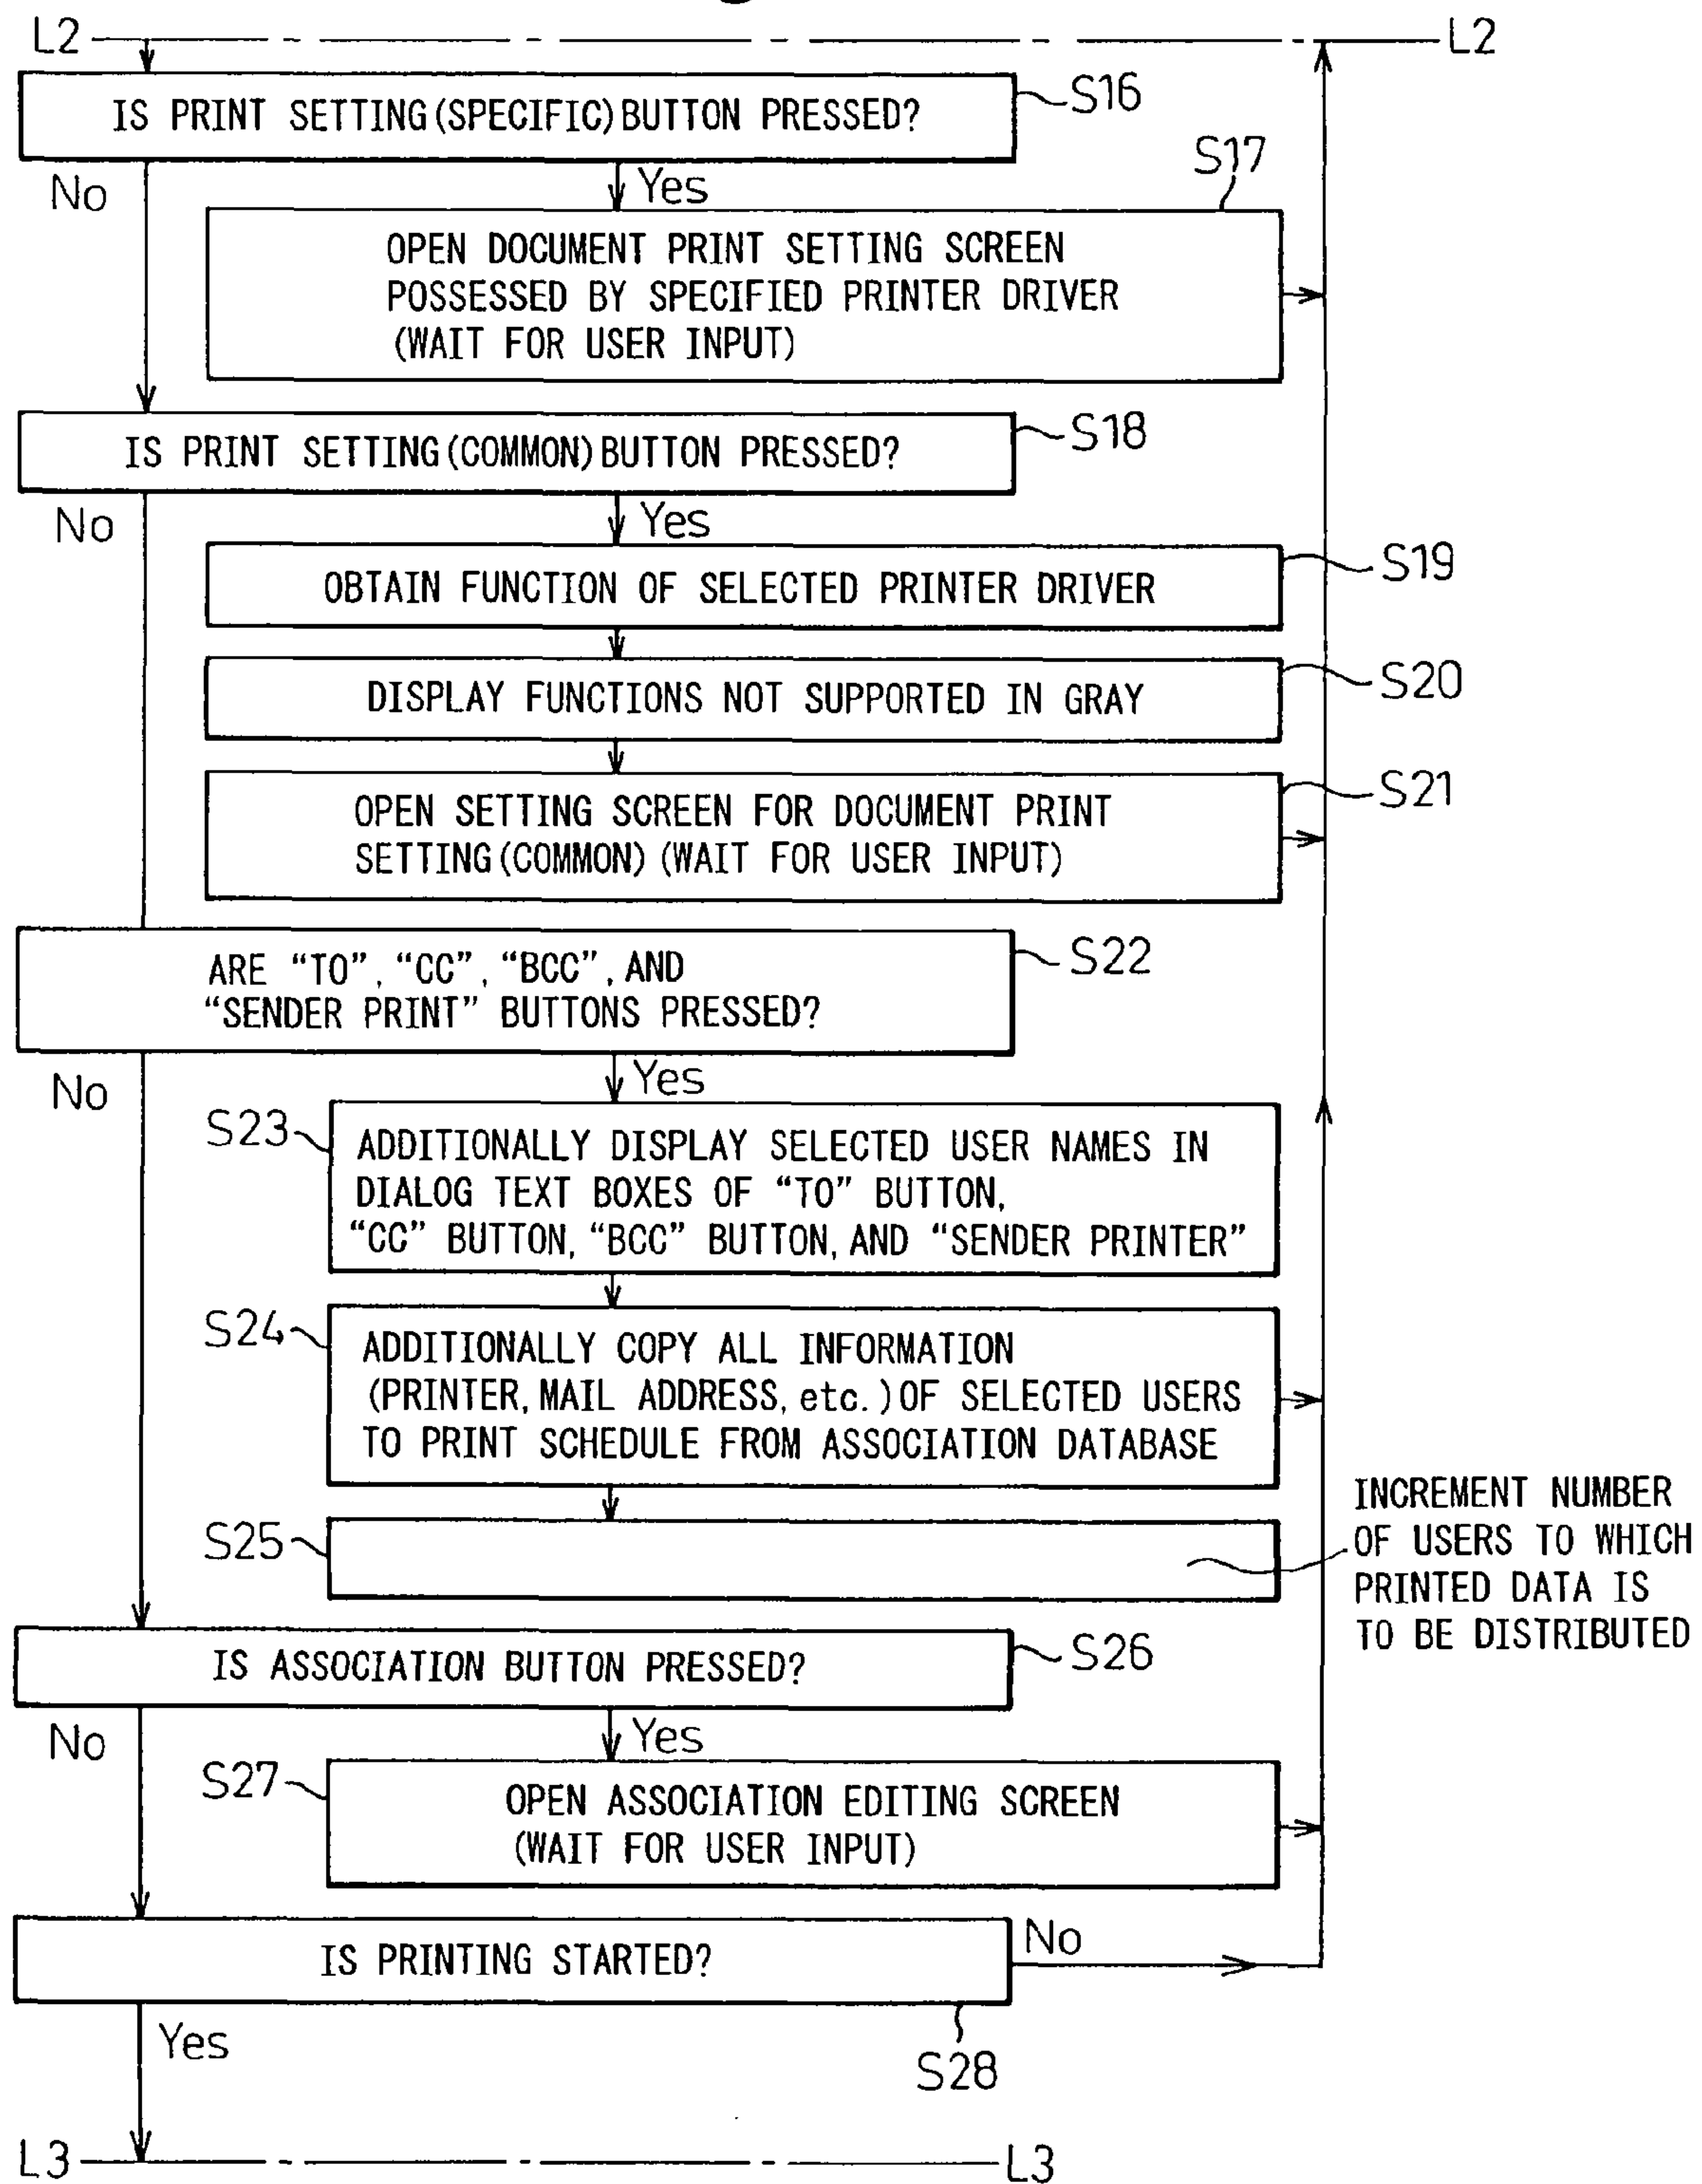 L2
L2
IS PRINT SETTING(SPECIFIC)BUTTON PRESSED?
S16
No
Yes
S17
OPEN DOCUMENT PRINT SETTING SCREEN
POSSESSED BY SPECIFIED PRINTER DRIVER
(WAIT FOR USER INPUT)
IS PRINT SETTING(COMMON)BUTTON PRESSED?
S18
No
Yes
OBTAIN FUNCTION OF SELECTED PRINTER DRIVER
S19
DISPLAY FUNCTIONS NOT SUPPORTED IN GRAY
S20
OPEN SETTING SCREEN FOR DOCUMENT PRINT
SETTING(COMMON)(WAIT FOR USER INPUT)
S21
ARE “TO”, “CC”, “BCC”, AND
“SENDER PRINT” BUTTONS PRESSED?
S22
No
Yes
S23
ADDITIONALLY DISPLAY SELECTED USER NAMES IN
DIALOG TEXT BOXES OF “TO” BUTTON,
“CC” BUTTON, “BCC” BUTTON, AND “SENDER PRINTER”
S24
ADDITIONALLY COPY ALL INFORMATION
(PRINTER, MAIL ADDRESS, etc.)OF SELECTED USERS
TO PRINT SCHEDULE FROM ASSOCIATION DATABASE
S25
INCREMENT NUMBER
OF USERS TO WHICH
PRINTED DATA IS
TO BE DISTRIBUTED
IS ASSOCIATION BUTTON PRESSED?
S26
No
Yes
S27
OPEN ASSOCIATION EDITING SCREEN
(WAIT FOR USER INPUT)
IS PRINTING STARTED?
No
Yes
S28
L3
L3